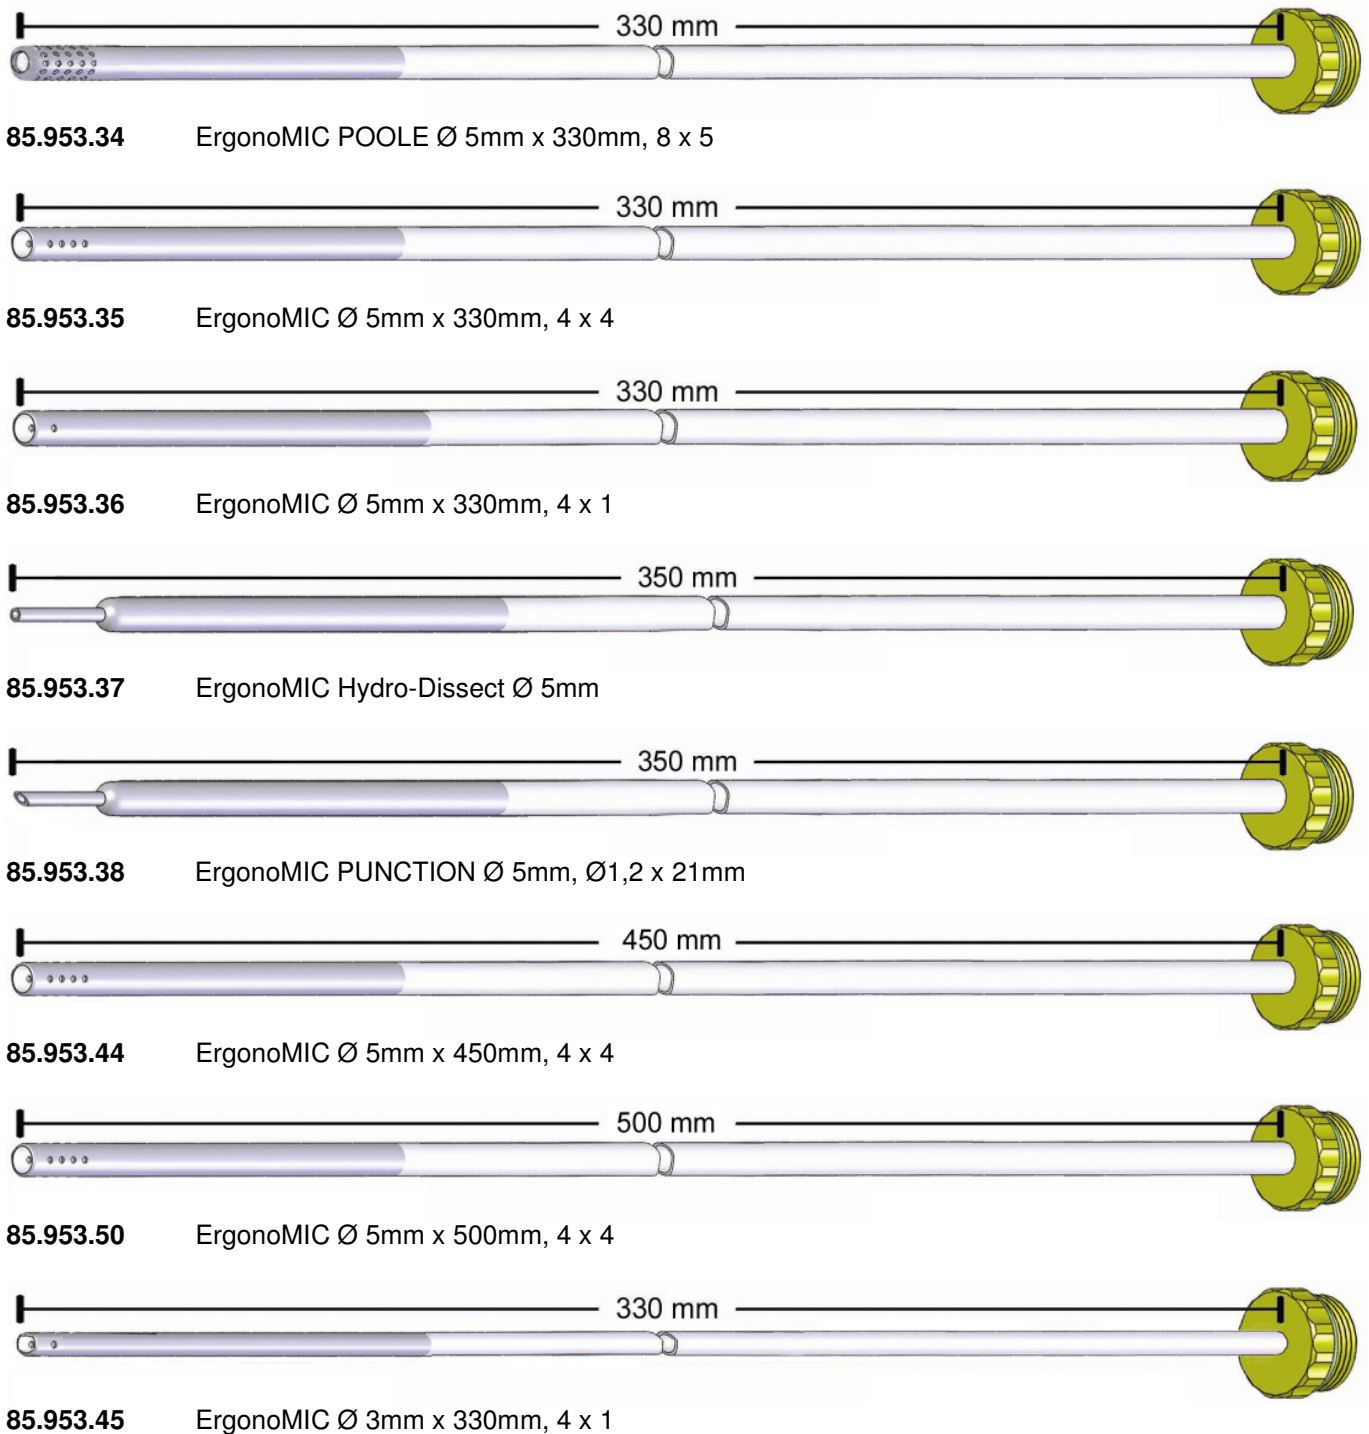 330 mm
85.953.34 ErgonoMIC POOLE Ø 5mm x 330mm, 8 x 5
330 mm
85.953.35 ErgonoMIC Ø 5mm x 330mm, 4 x 4
330 mm
85.953.36 ErgonoMIC Ø 5mm x 330mm, 4 x 1
350 mm
85.953.37 ErgonoMIC Hydro-Dissect Ø 5mm
350 mm
85.953.38 ErgonoMIC PUNCTION Ø 5mm, Ø1,2 x 21mm
450 mm
85.953.44 ErgonoMIC Ø 5mm x 450mm, 4 x 4
500 mm
85.953.50 ErgonoMIC Ø 5mm x 500mm, 4 x 4
330 mm
85.953.45 ErgonoMIC Ø 3mm x 330mm, 4 x 1